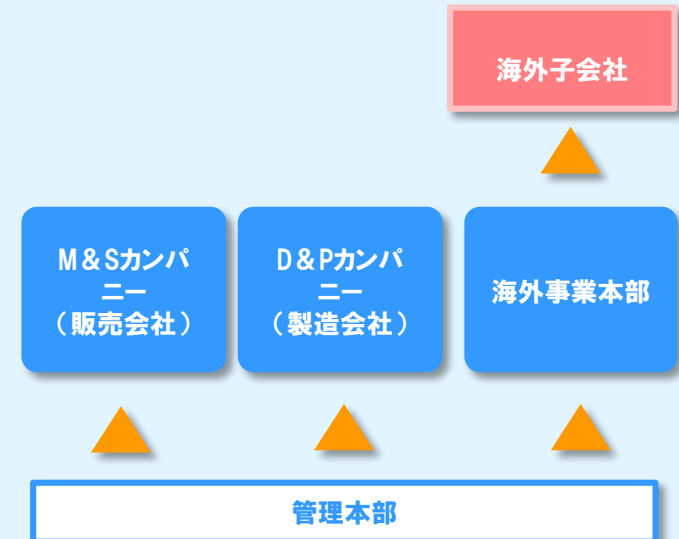 海外子会社
M&Sカンパ
ニー
(販売会社)
D&Pカンパ
ニー
(製造会社)
海外事業本部
管理本部